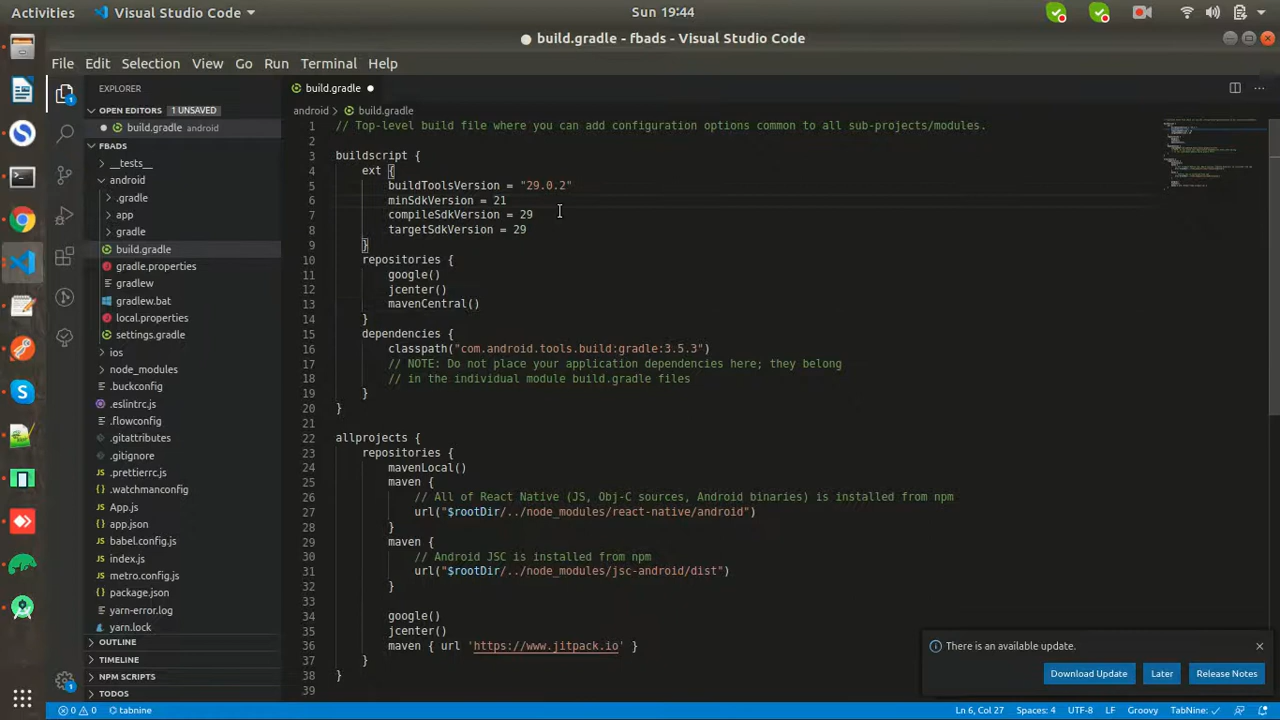 Activities
Visual Studio Code
Sun 19:44
build.gradle - fbads - Visual Studio Code
File Edit Selection View Go Run Terminal Help
EXPLORER
OPEN EDITORS 1 UNSAVED
build.gradle android
FBADS
__tests__
android
.gradle
app
gradle
build.gradle
gradle.properties
gradlew
gradlew.bat
local.properties
settings.gradle
ios
node_modules
.buckconfig
.eslintrc.js
.flowconfig
.gitattributes
.gitignore
.prettierrc.js
.watchmanconfig
App.js
app.json
babel.config.js
index.js
metro.config.js
package.json
yarn-error.log
yarn.lock
OUTLINE
TIMELINE
NPM SCRIPTS
TODOS
build.gradle
android > build.gradle
1 // Top-level build file where you can add configuration options common to all sub-projects/modules.
2
3 buildscript {
4 ext {
5 buildToolsVersion = "29.0.2"
6 minSdkVersion = 21
7 compileSdkVersion = 29
8 targetSdkVersion = 29
9 }
10 repositories {
11 google()
12 jcenter()
13 mavenCentral()
14 }
15 dependencies {
16 classpath("com.android.tools.build:gradle:3.5.3")
17 // NOTE: Do not place your application dependencies here; they belong
18 // in the individual module build.gradle files
19 }
20 }
21
22 allprojects {
23 repositories {
24 mavenLocal()
25 maven {
26 // All of React Native (JS, Obj-C sources, Android binaries) is installed from npm
27 url("$rootDir/../node_modules/react-native/android")
28 }
29 maven {
30 // Android JSC is installed from npm
31 url("$rootDir/../node_modules/jsc-android/dist")
32 }
33
34 google()
35 jcenter()
36 maven { url 'https://www.jitpack.io' }
37 }
38 }
39
There is an available update.
Download Update Later Release Notes
0 0 tabnine
Ln 6, Col 27 Spaces: 4 UTF-8 LF Groovy TabNine: